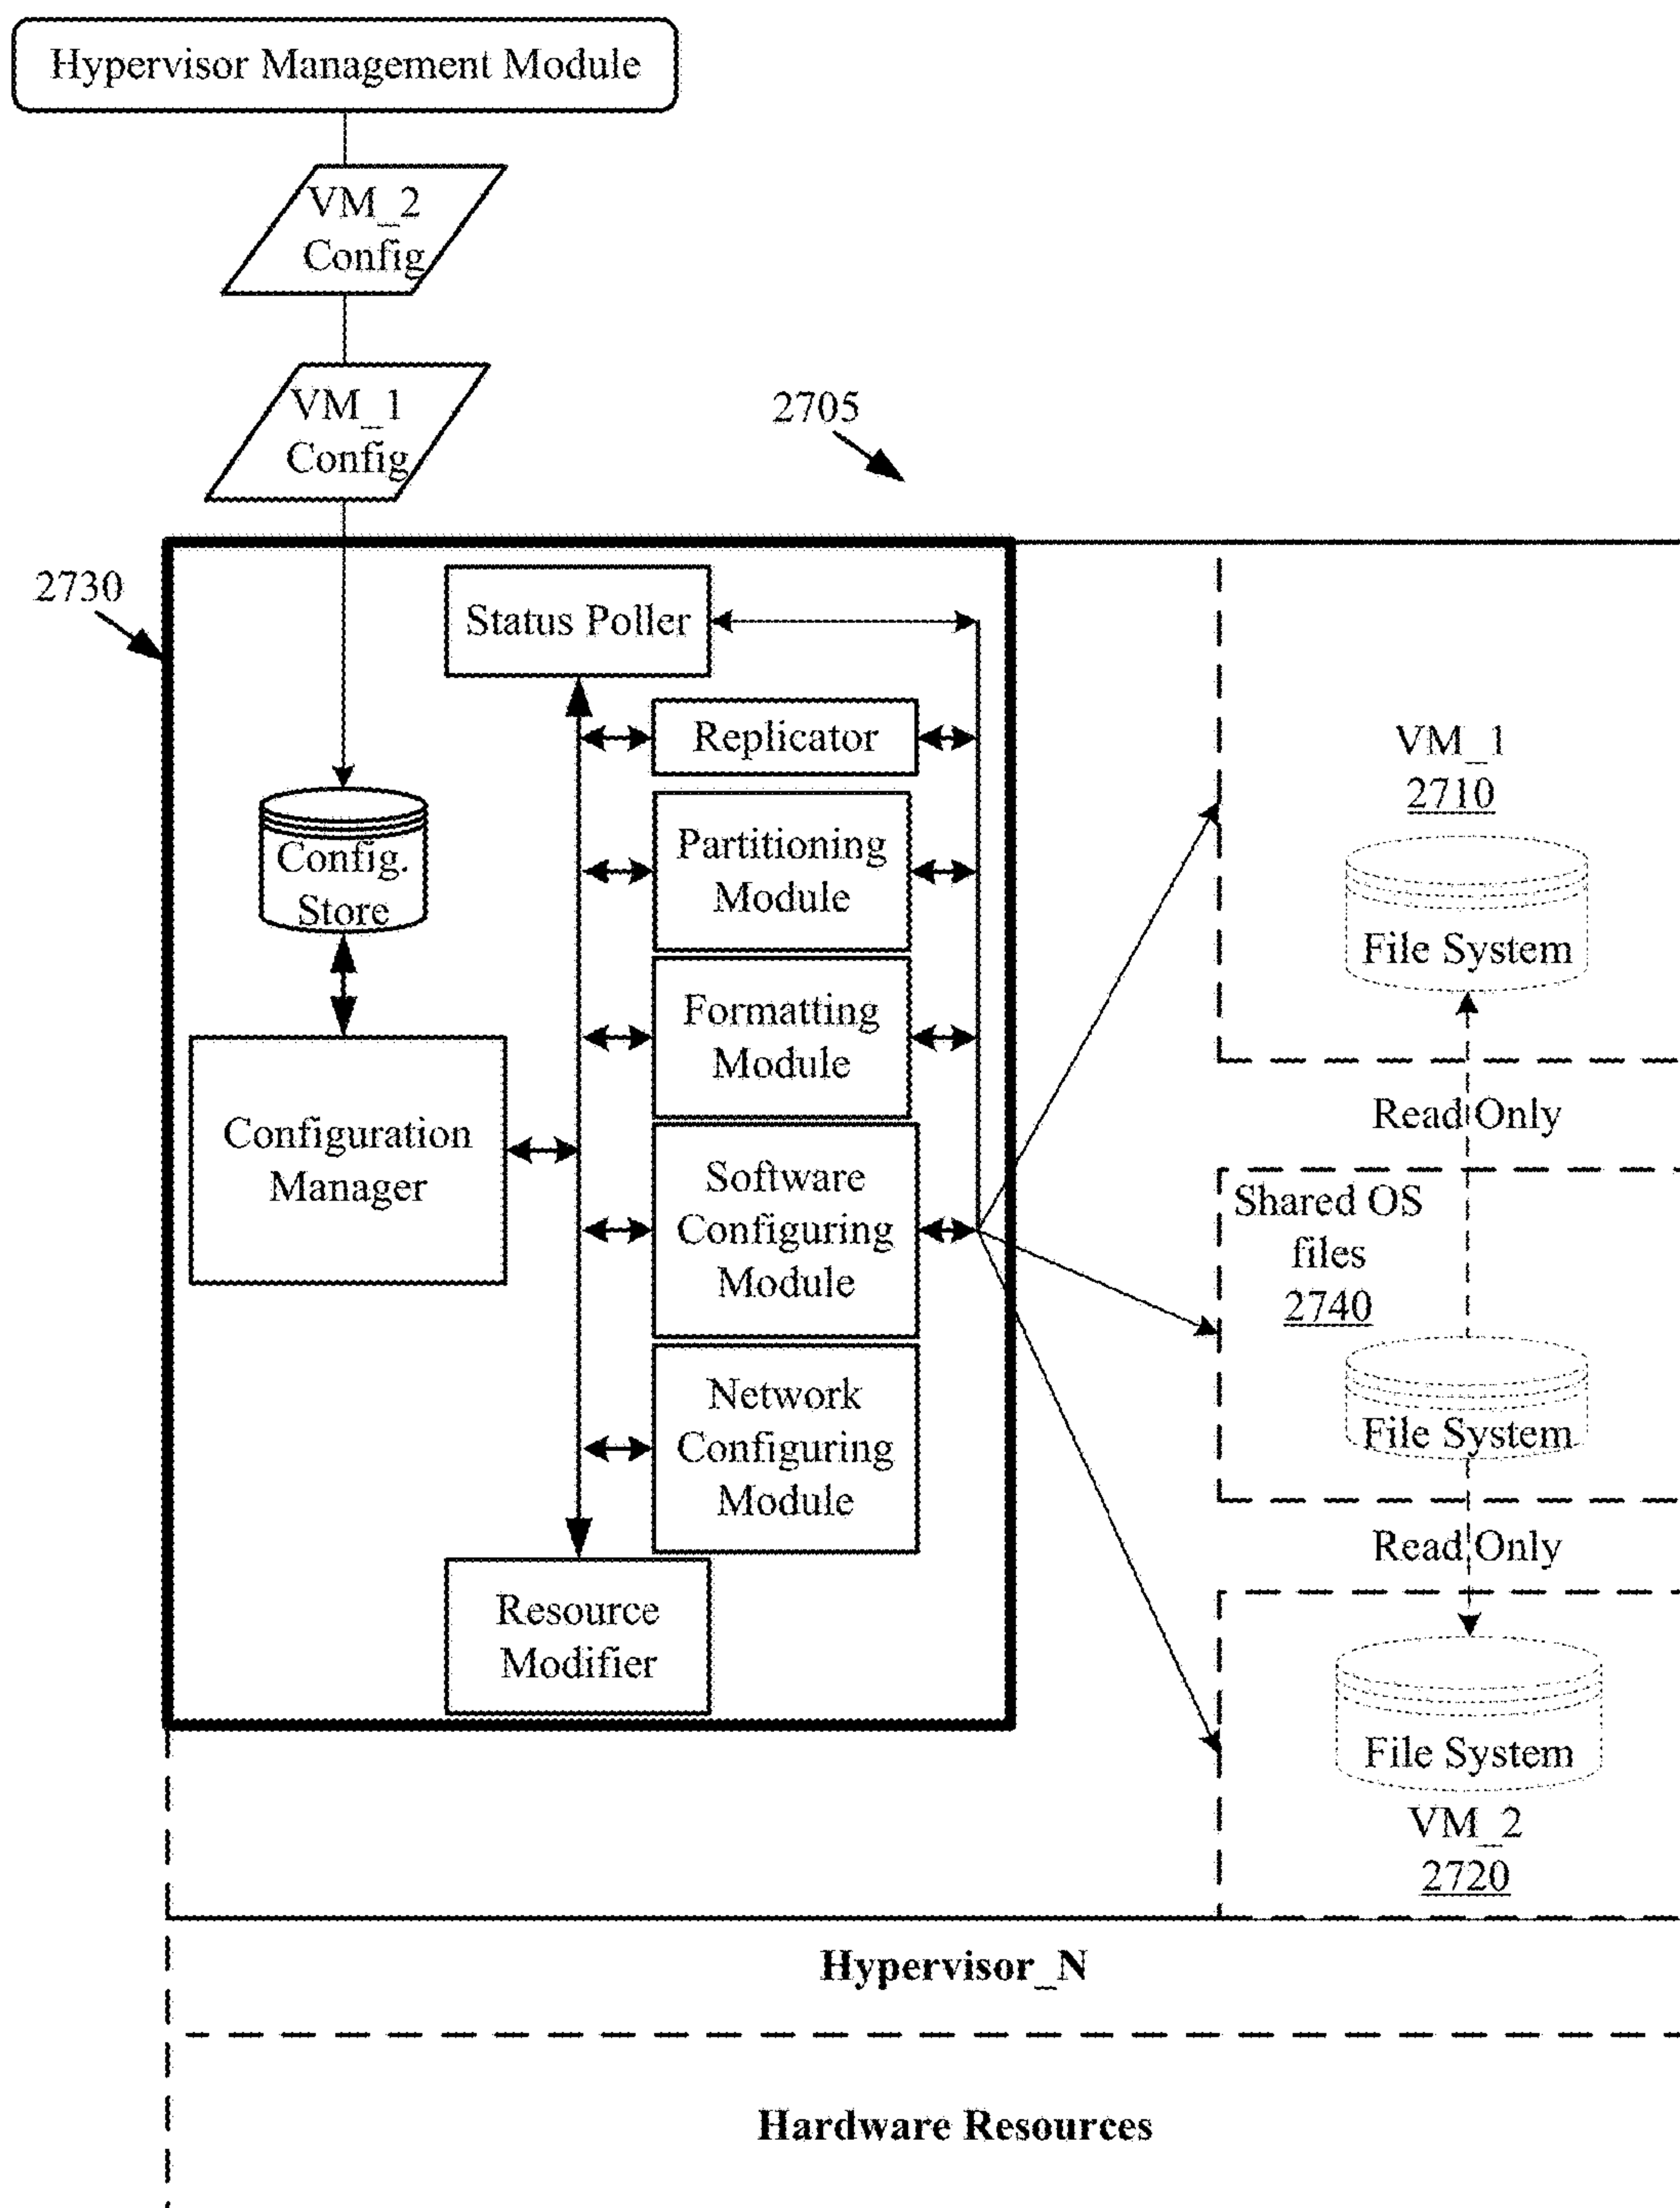 Hypervisor Management Module
VM_2
Config
VM_1
Config
2705
2730
Status Poller
Replicator
Partitioning
Module
Config.
Store
Formatting
Module
Configuration
Manager
Software
Configuring
Module
Network
Configuring
Module
Resource
Modifier
VM_1
2710
File System
Read Only
Shared OS
files
2740
File System
Read Only
File System
VM_2
2720
Hypervisor_N
Hardware Resources